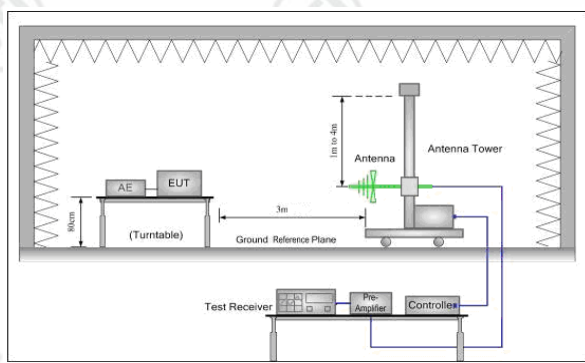 1m to 4m
Antenna
Antenna Tower
AE
EUT
80cm
(Turntable)
3m
Ground Reference Plane
Test Receiver
Pre-
Amplifier
Controller